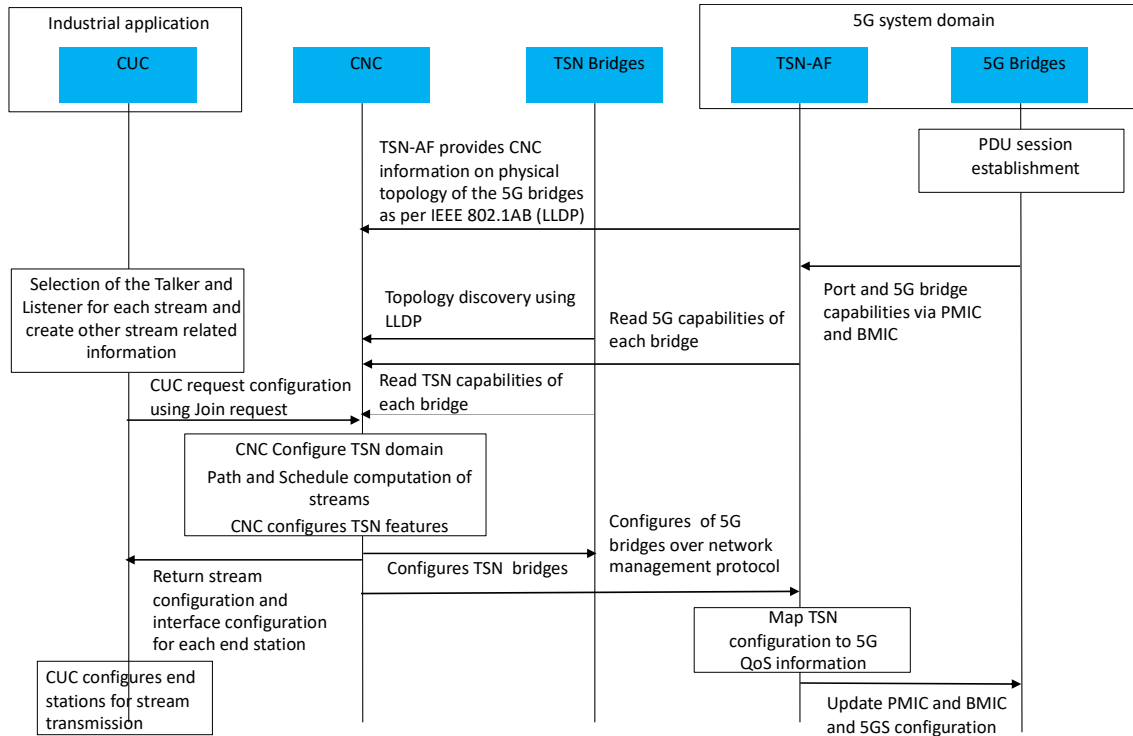 Industrial application
5G system domain
CUC
CNC
TSN Bridges
TSN-AF
5G Bridges
PDU session
establishment
TSN-AF provides CNC
information on physical
topology of the 5G bridges
as per IEEE 802.1AB (LLDP)
Selection of the Talker and
Listener for each stream and
create other stream related
information
Port and 5G bridge
capabilities via PMIC
and BMIC
Topology discovery using
LLDP
Read 5G capabilities of
each bridge
CUC request configuration
using Join request
Read TSN capabilities of
each bridge
CNC Configure TSN domain
Path and Schedule computation of
streams
CNC configures TSN features
Configures  of 5G
bridges over network
management protocol
Configures TSN  bridges
Return stream
configuration and
interface configuration
for each end station
Map TSN
configuration to 5G
QoS information
CUC configures end
stations for stream
transmission
Update PMIC and BMIC
and 5GS configuration